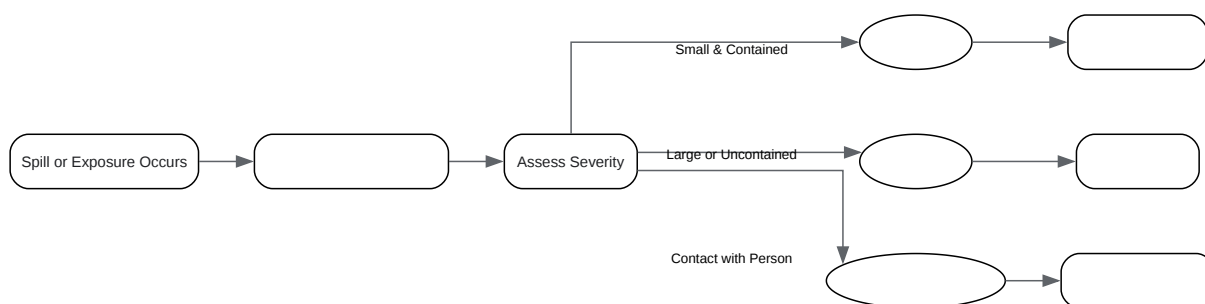 Small & Contained
Spill or Exposure Occurs
Assess Severity
Large or Uncontained
Contact with Person